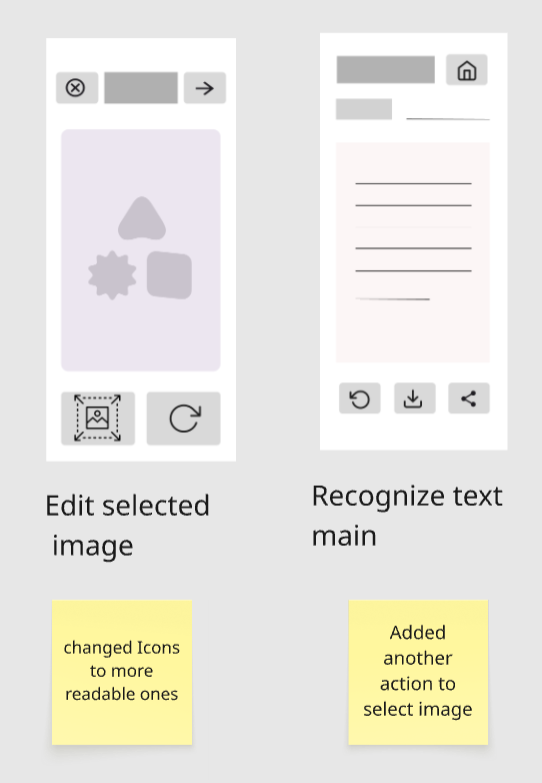 Edit selected
image
Recognize text
main
changed Icons
to more
readable ones
Added
another
action to
select image